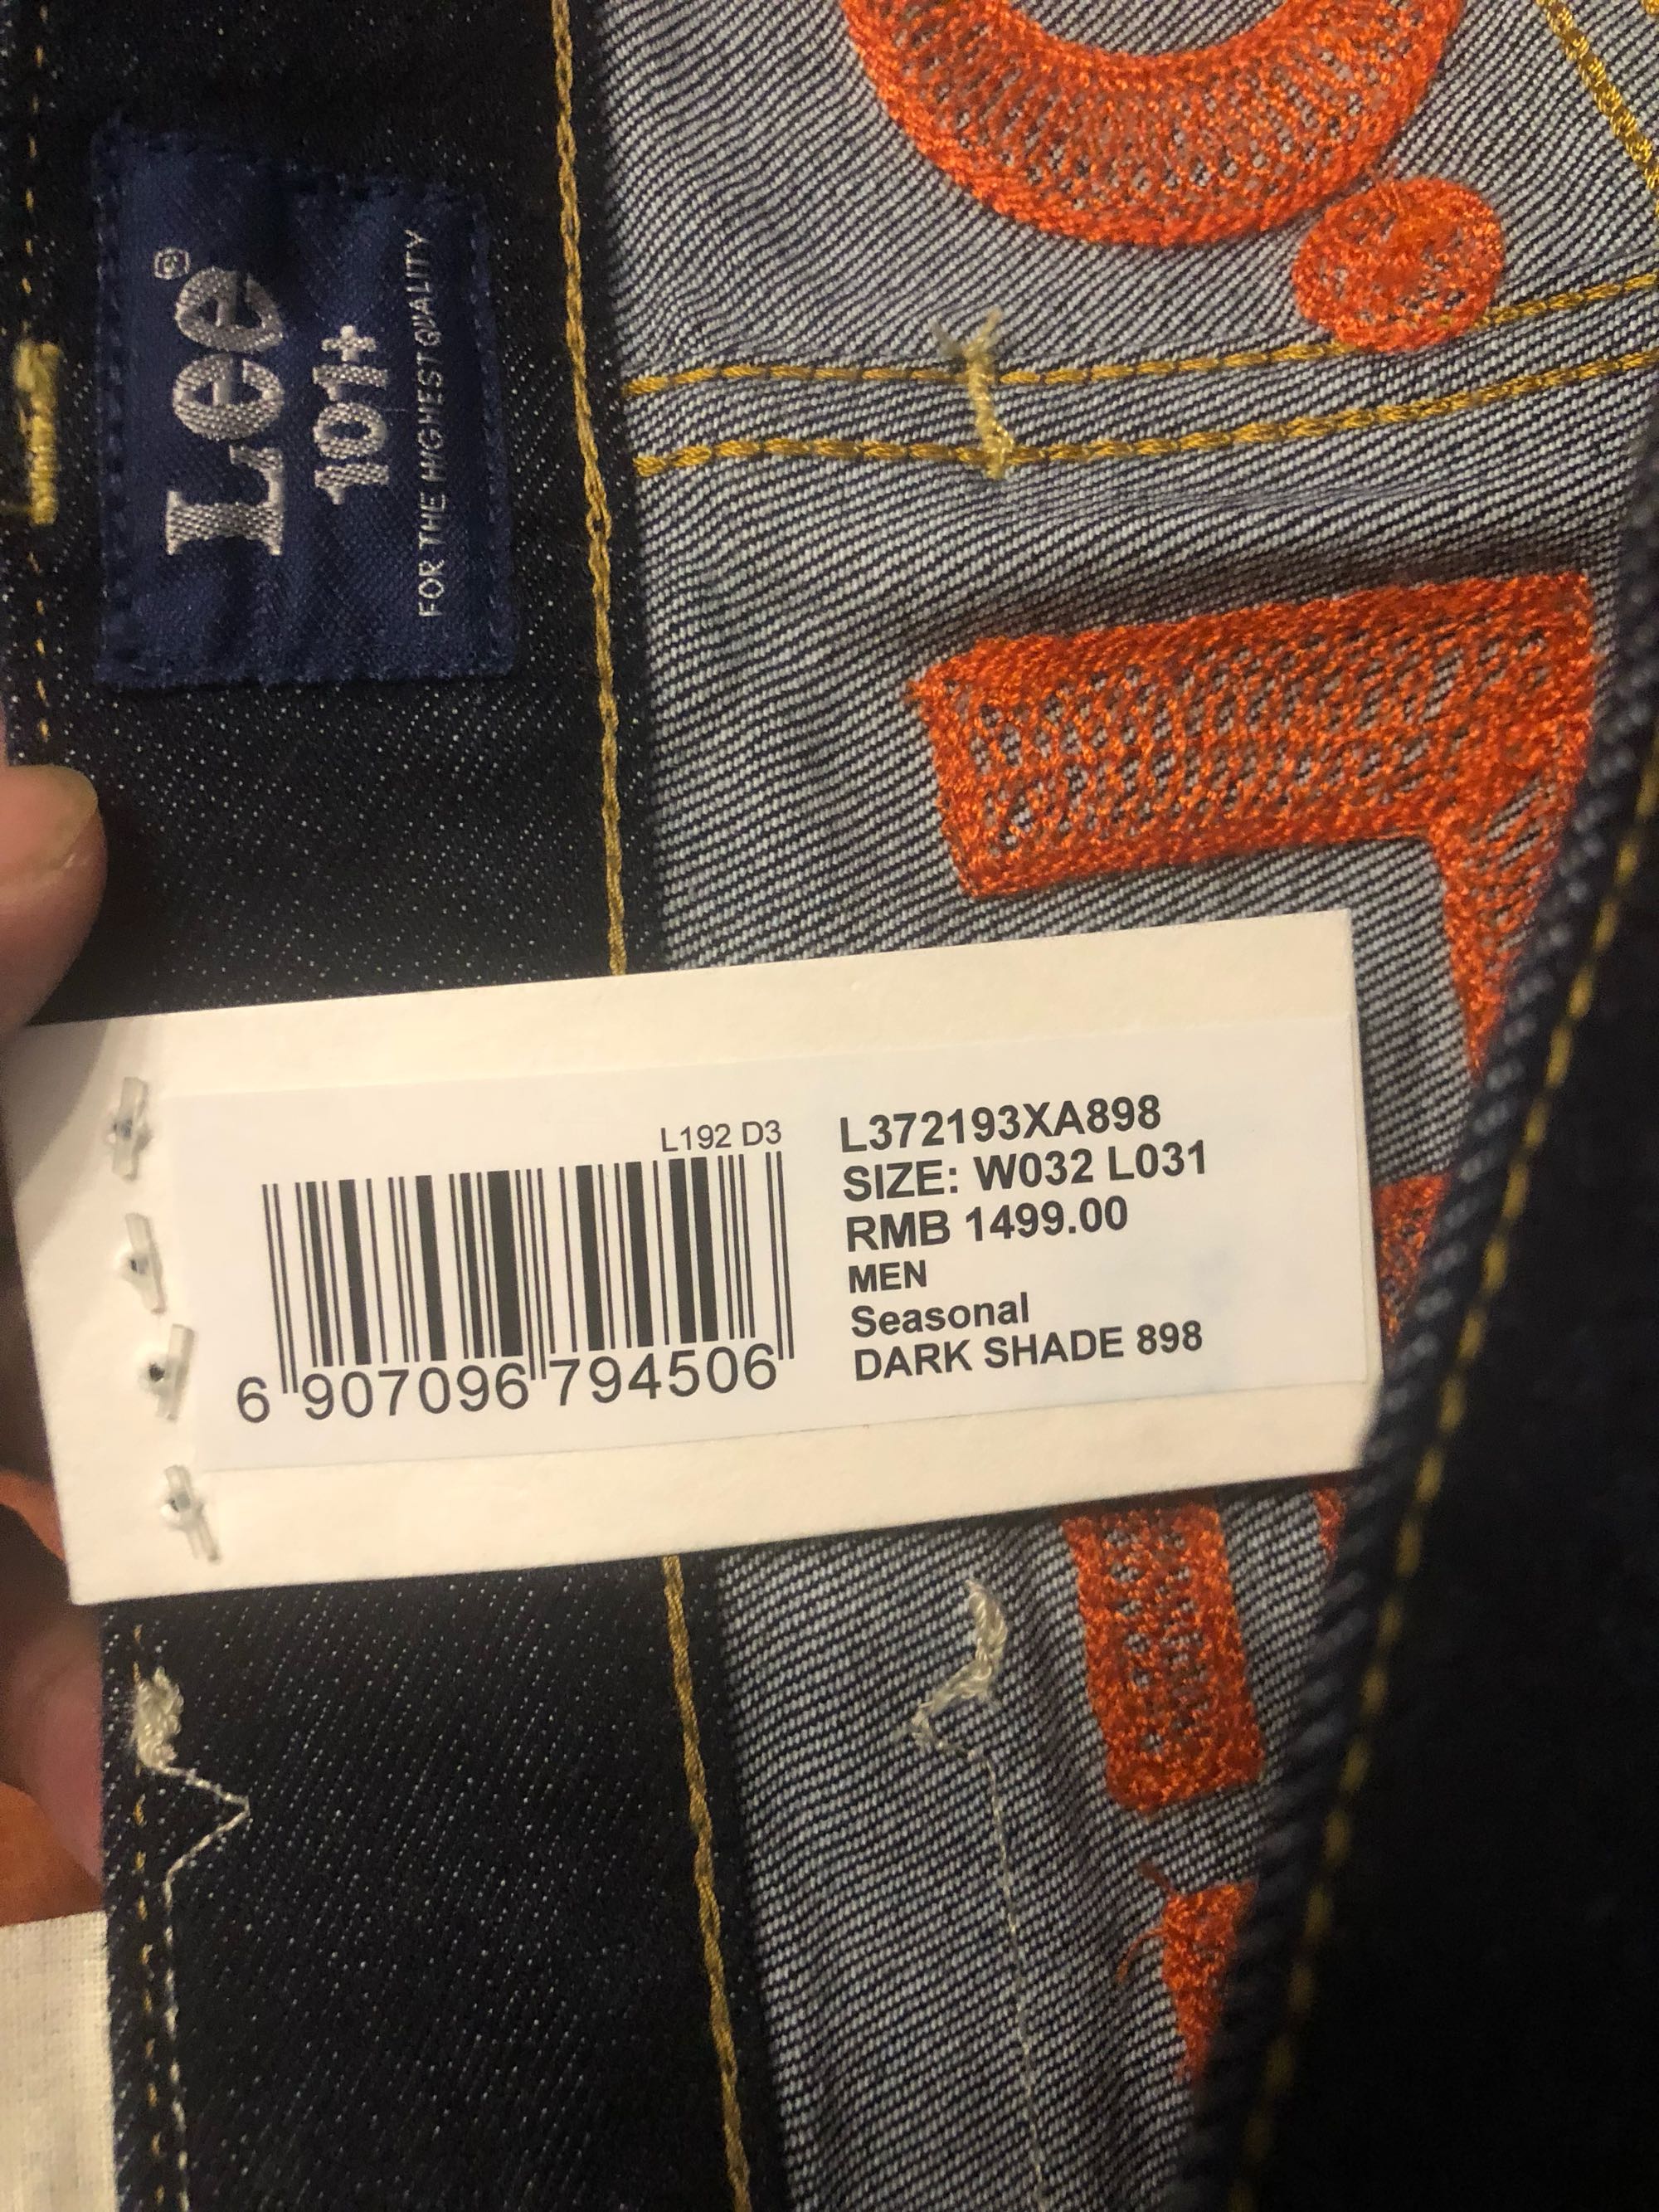 Lee®
101+
FOR THE HIGHEST QUALITY
L192 D3
6 907096 794506
L372193XA898
SIZE: W032 L031
RMB 1499.00
MEN
Seasonal
DARK SHADE 898